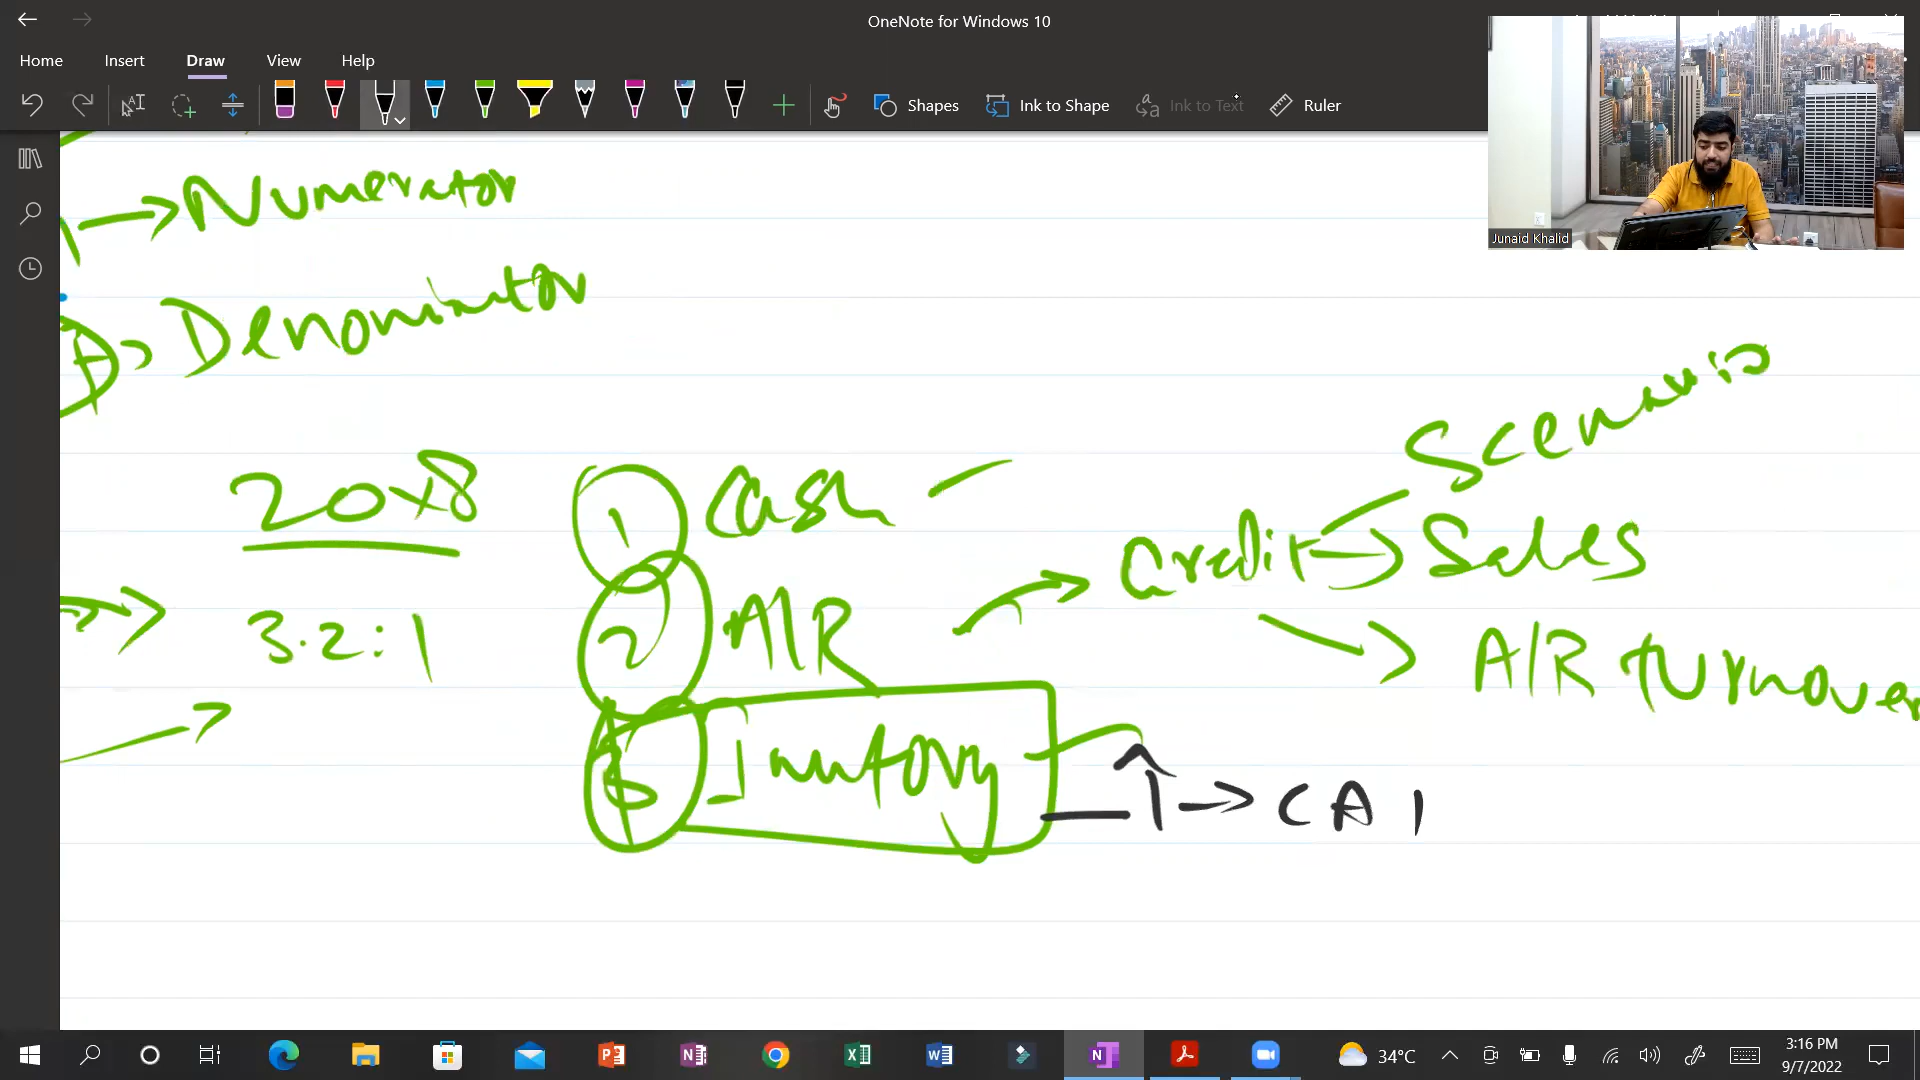 OneNote for Windows 10
Home Insert Draw View Help
Shapes Ink to Shape Ink to Text Ruler
Junaid Khalid
Numerator
Denominator
Scenario
20x8 1 Cash
Credit → Sales
3.2:1 2 A/R
A/R turnover
Inventory
↑ → CA
34°C
3:16 PM
9/7/2022